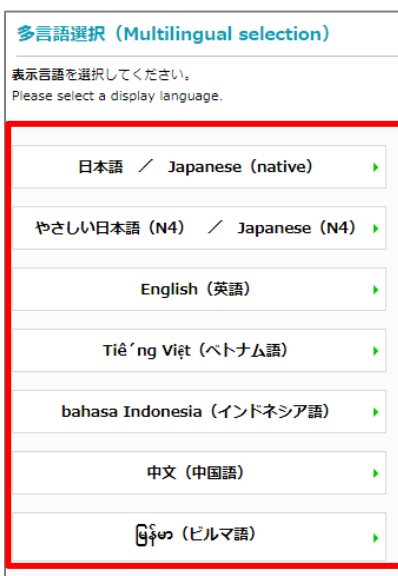 多言語選択（Multilingual selection）
表示言語を選択してください。
Please select a display language.
日本語　／　Japanese（native）
やさしい日本語（N4）　／　Japanese（N4）
English（英語）
Tiê´ng Việt（ベトナム語）
bahasa Indonesia（インドネシア語）
中文（中国語）
မြန်မာ（ビルマ語）